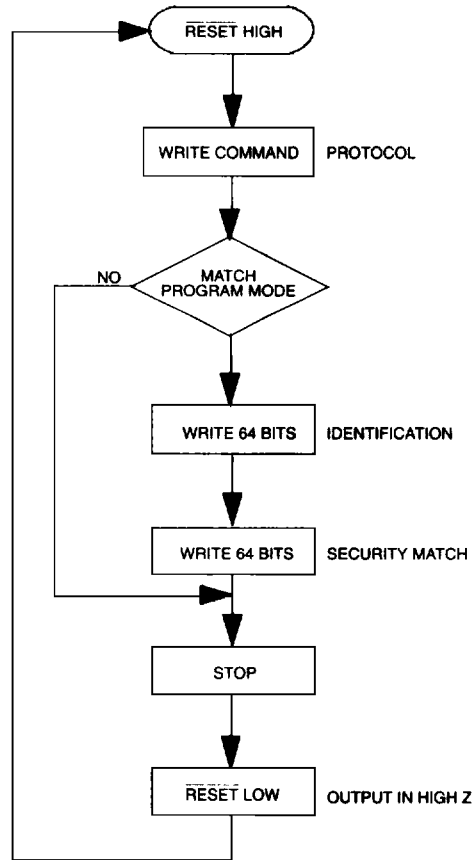 RESET HIGH
WRITE COMMAND PROTOCOL
NO
MATCH
PROGRAM MODE
WRITE 64 BITS IDENTIFICATION
WRITE 64 BITS SECURITY MATCH
STOP
RESET LOW OUTPUT IN HIGH Z